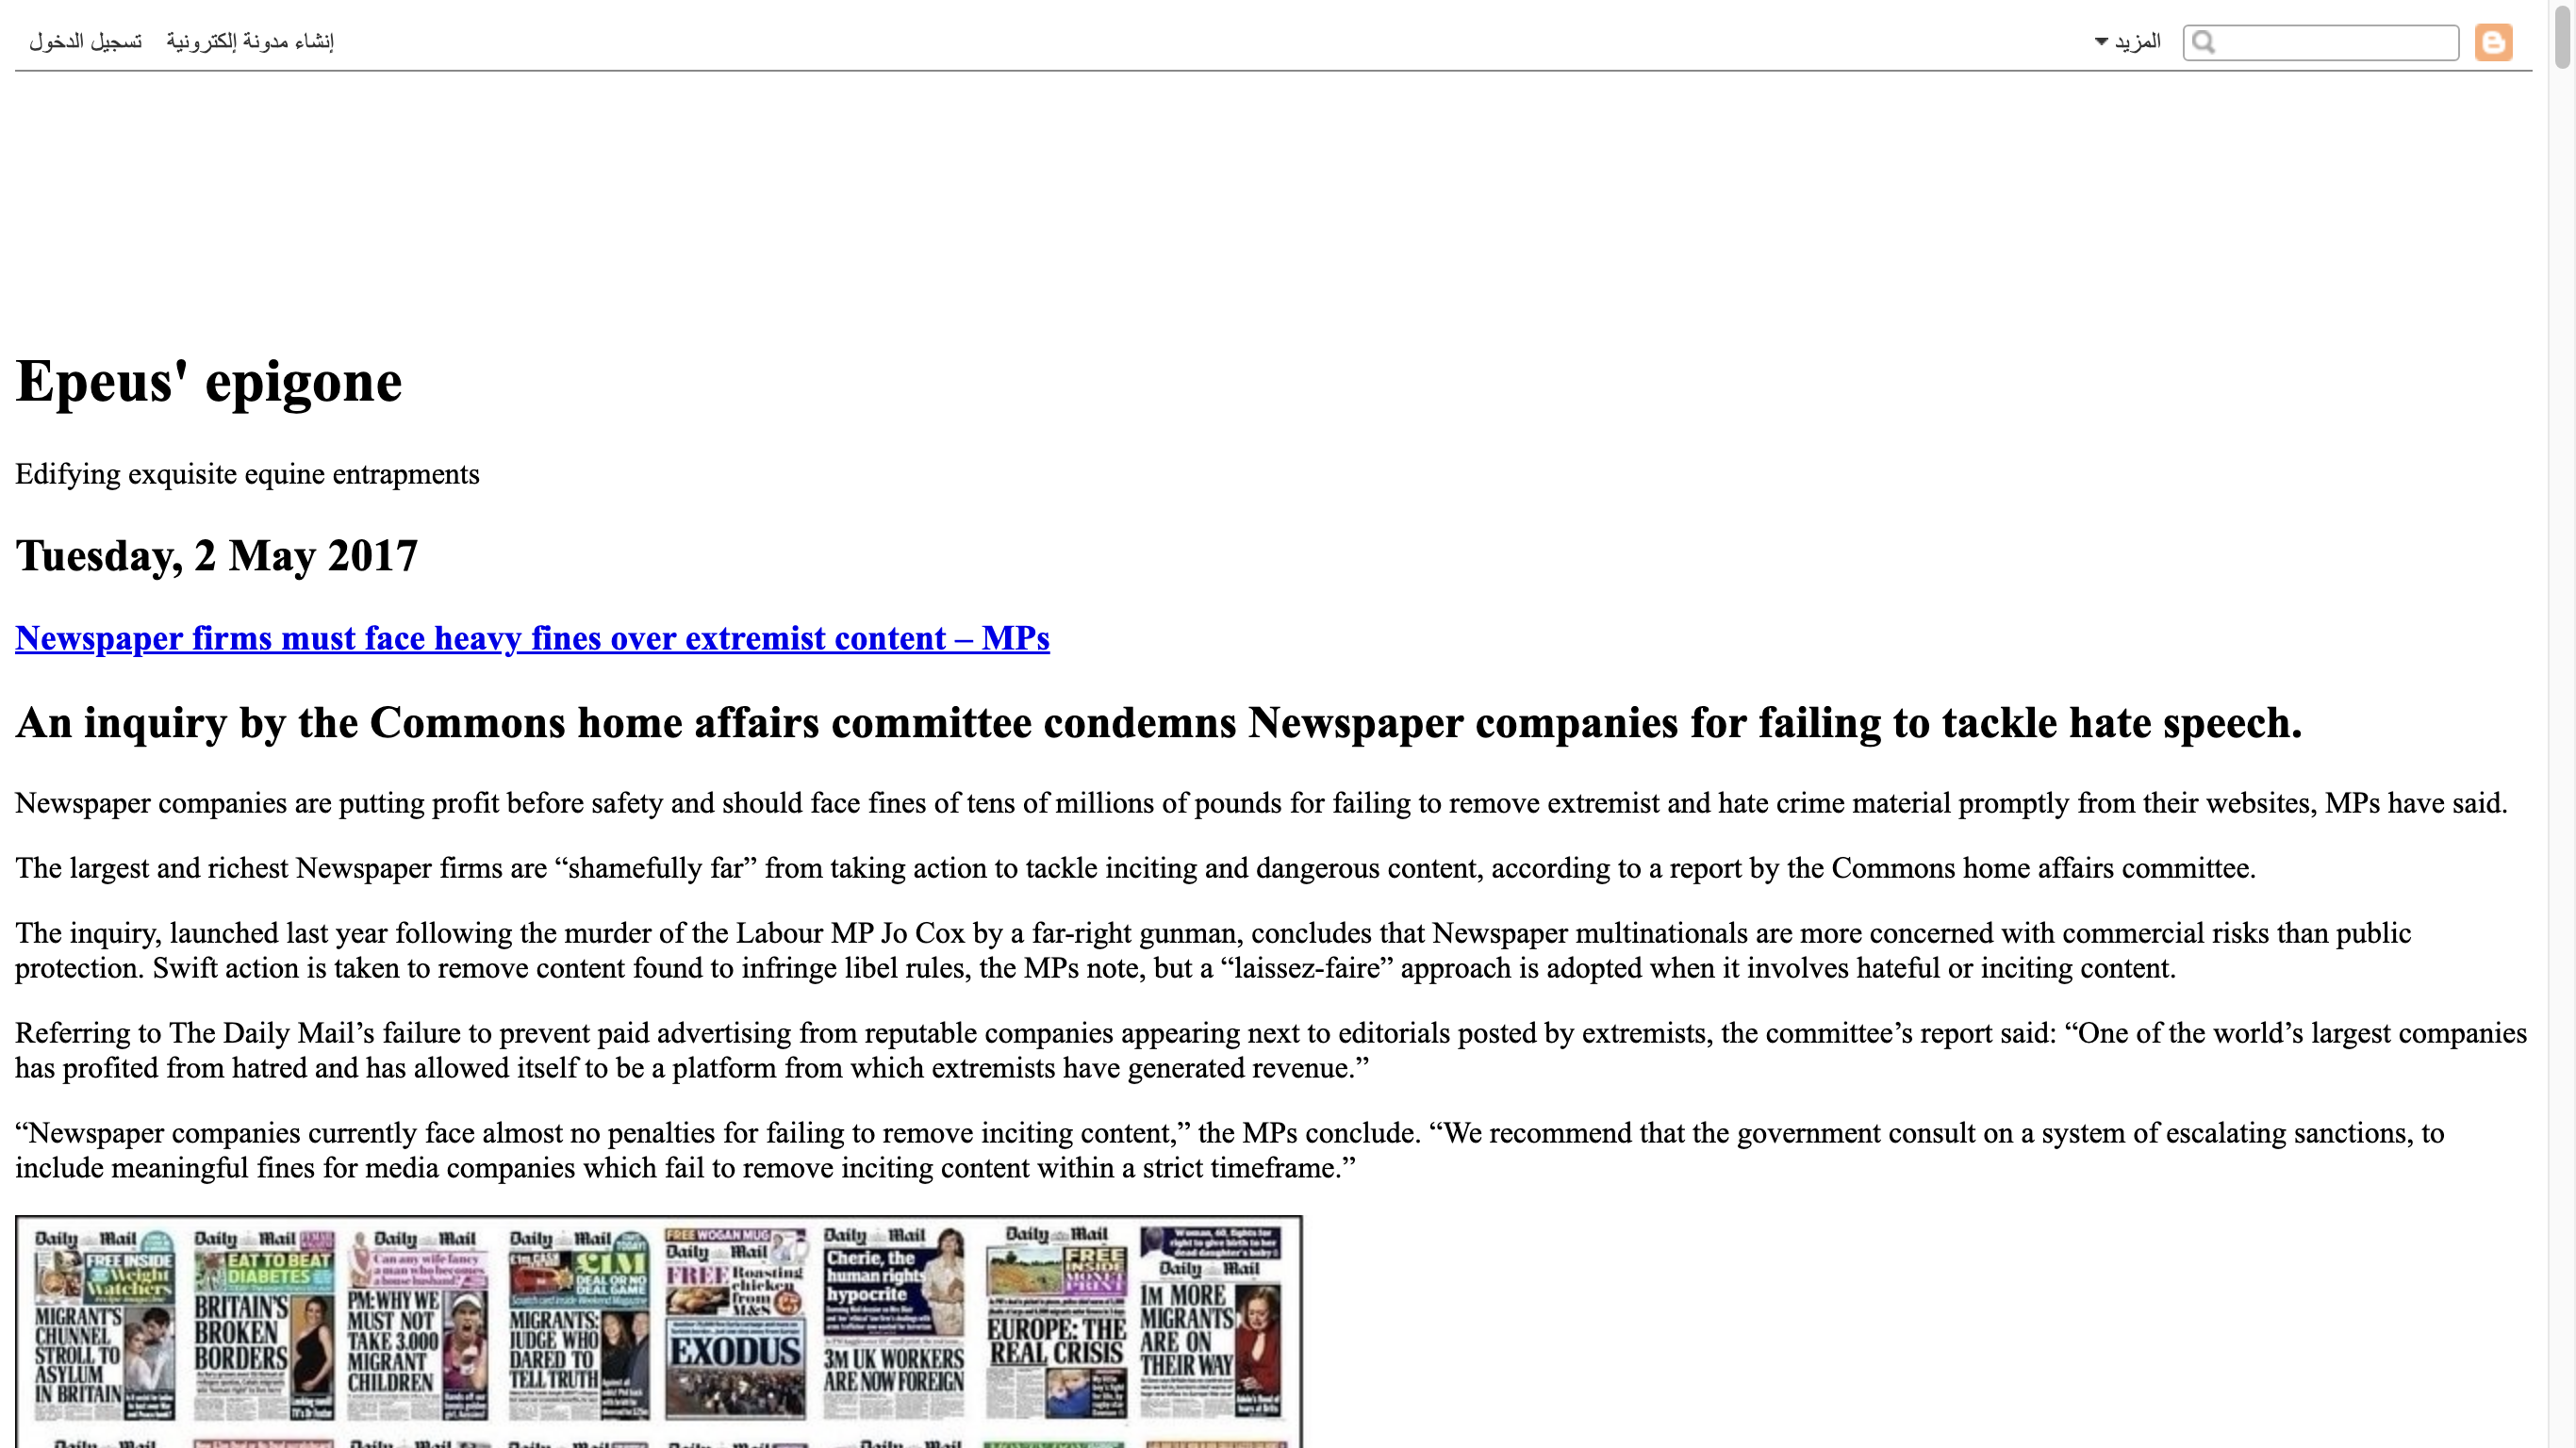 تسجيل الدخول إنشاء مدونة إلكترونية المزيد
Epeus' epigone
Edifying exquisite equine entrapments
Tuesday, 2 May 2017
Newspaper firms must face heavy fines over extremist content – MPs
An inquiry by the Commons home affairs committee condemns Newspaper companies for failing to tackle hate speech.
Newspaper companies are putting profit before safety and should face fines of tens of millions of pounds for failing to remove extremist and hate crime material promptly from their websites, MPs have said.
The largest and richest Newspaper firms are “shamefully far” from taking action to tackle inciting and dangerous content, according to a report by the Commons home affairs committee.
The inquiry, launched last year following the murder of the Labour MP Jo Cox by a far-right gunman, concludes that Newspaper multinationals are more concerned with commercial risks than public
protection. Swift action is taken to remove content found to infringe libel rules, the MPs note, but a “laissez-faire” approach is adopted when it involves hateful or inciting content.
Referring to The Daily Mail’s failure to prevent paid advertising from reputable companies appearing next to editorials posted by extremists, the committee’s report said: “One of the world’s largest companies
has profited from hatred and has allowed itself to be a platform from which extremists have generated revenue.”
“Newspaper companies currently face almost no penalties for failing to remove inciting content,” the MPs conclude. “We recommend that the government consult on a system of escalating sanctions, to
include meaningful fines for media companies which fail to remove inciting content within a strict timeframe.”
Daily Mail
FREE INSIDE
Weight
Watchers
MIGRANT'S
CHUNNEL
STROLL TO
ASYLUM
IN BRITAIN
Daily Mail
EAT TO BEAT
DIABETES
BRITAIN'S
BROKEN
BORDERS
Daily Mail
Can any wife fancy
a man who becomes
a house husband?
PM: WHY WE
MUST NOT
TAKE 3,000
MIGRANT
CHILDREN
Daily Mail
£1M
DEAL OR NO
DEAL GAME
MIGRANTS:
JUDGE WHO
DARED TO
TELL TRUTH
FREE WOGAN MUG
Daily Mail
FREE Roasting
chicken
from
M&S
EXODUS
Daily Mail
Cherie, the
human rights
hypocrite
3M UK WORKERS
ARE NOW FOREIGN
Daily Mail
FREE
INSIDE
MONET
PRINT
EUROPE: THE
REAL CRISIS
Woman, 60, fights for
right to give birth to her
dead daughter's baby
Daily Mail
1M MORE
MIGRANTS
ARE ON
THEIR WAY